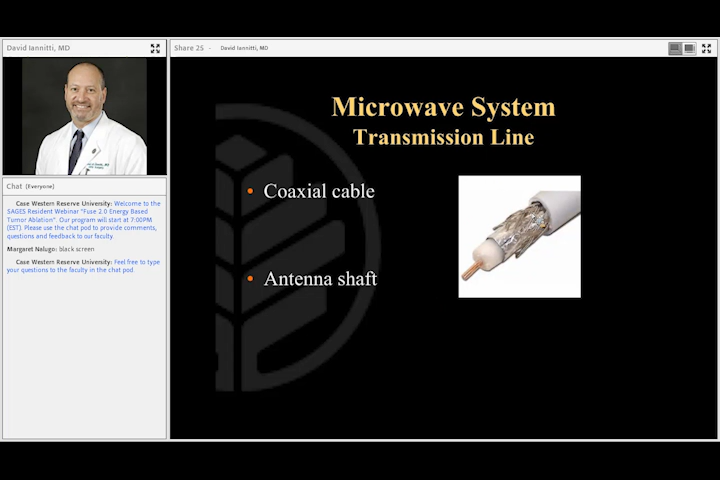 David Iannitti, MD
Share 25 - David Iannitti, MD
Microwave System
Transmission Line
• Coaxial cable
• Antenna shaft
Chat (Everyone)
Case Western Reserve University: Welcome to the
SAGES Resident Webinar "Fuse 2.0 Energy Based
Tumor Ablation". Our program will start at 7:00PM
(EST). Please use the chat pod to provide comments,
questions and feedback to our faculty.
Margaret Nalugo: black screen
Case Western Reserve University: Feel free to type
your questions to the faculty in the chat pod.